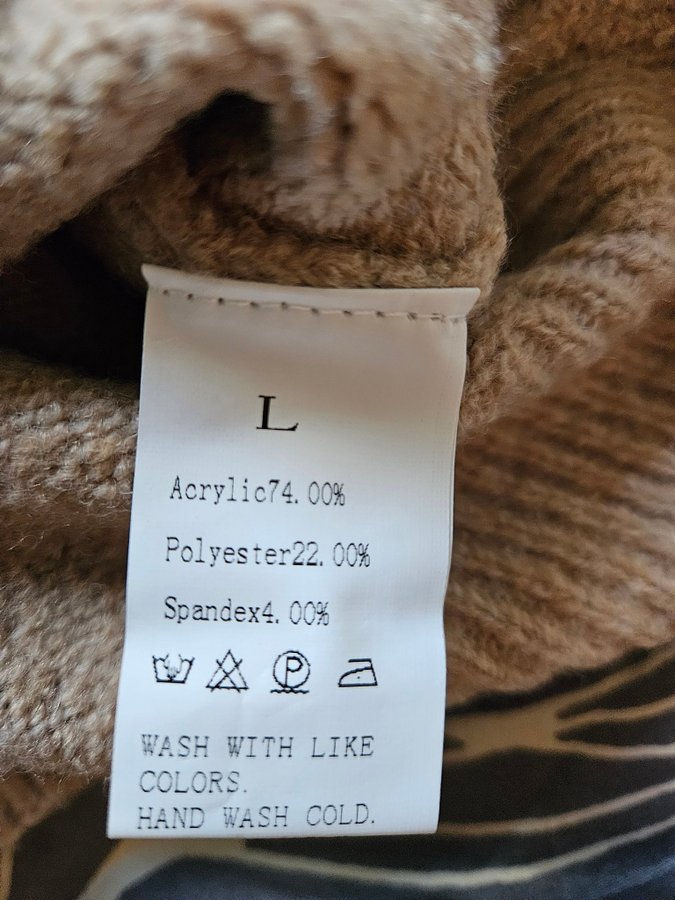 L
Acrylic74.00%
Polyester22.00%
Spandex4.00%
P
WASH WITH LIKE
COLORS.
HAND WASH COLD.